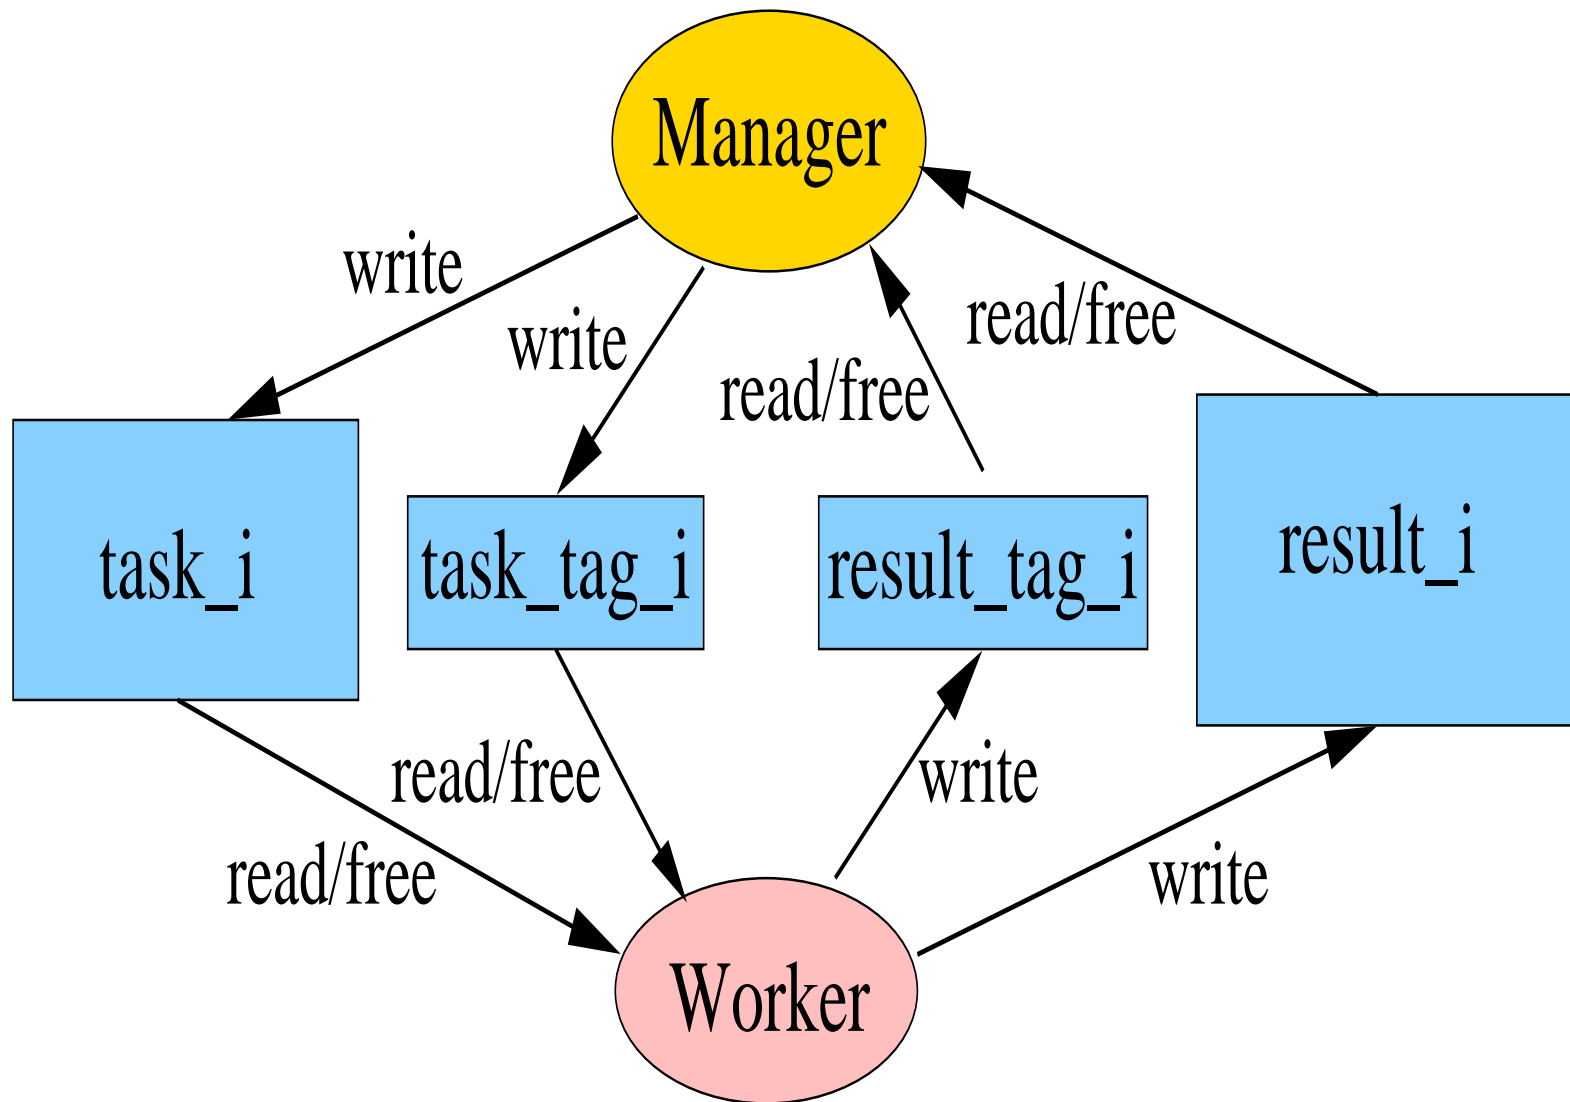 Manager
write
write
read/free
read/free
task_i
task_tag_i
result_tag_i
result_i
read/free
write
read/free
write
Worker